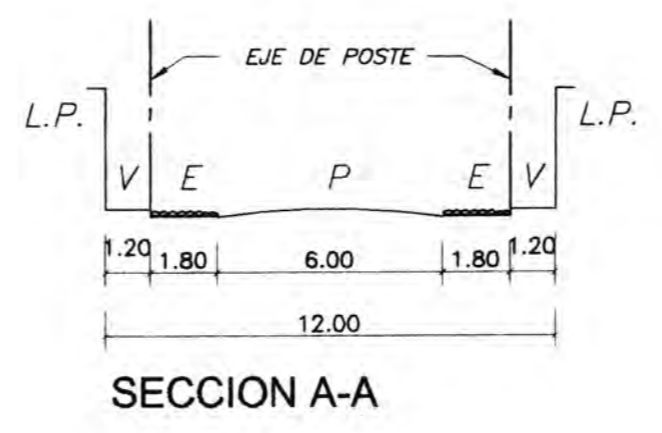 EJE DE POSTE
L.P. L.P.
V E P E V
1.20 1.80 6.00 1.80 1.20
12.00
SECCION A-A